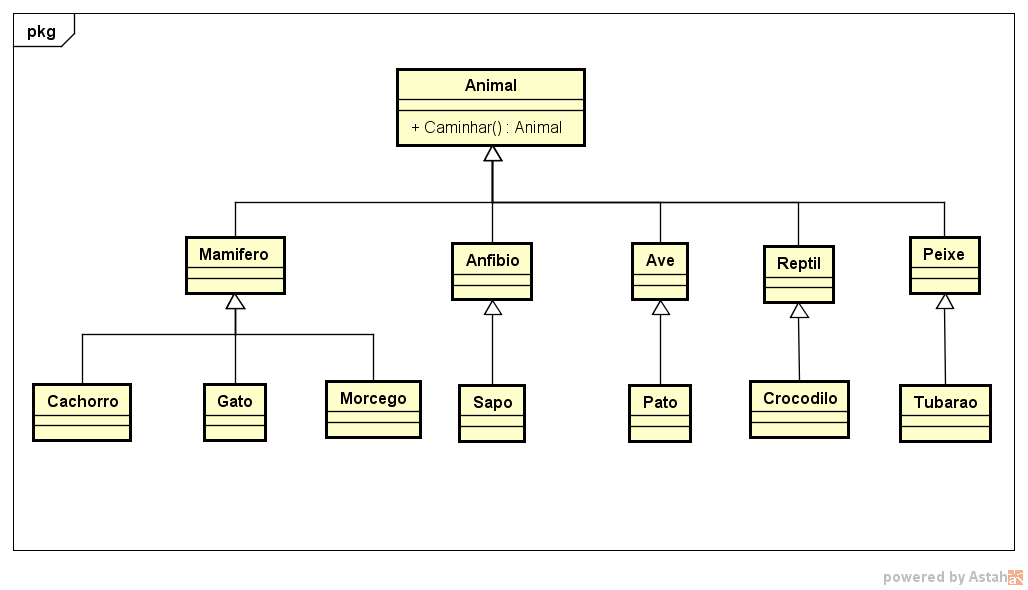 pkg
Animal
+ Caminhar() : Animal
Mamifero
Anfibio
Ave
Reptil
Peixe
Cachorro
Gato
Morcego
Sapo
Pato
Crocodilo
Tubarao
powered by Astah